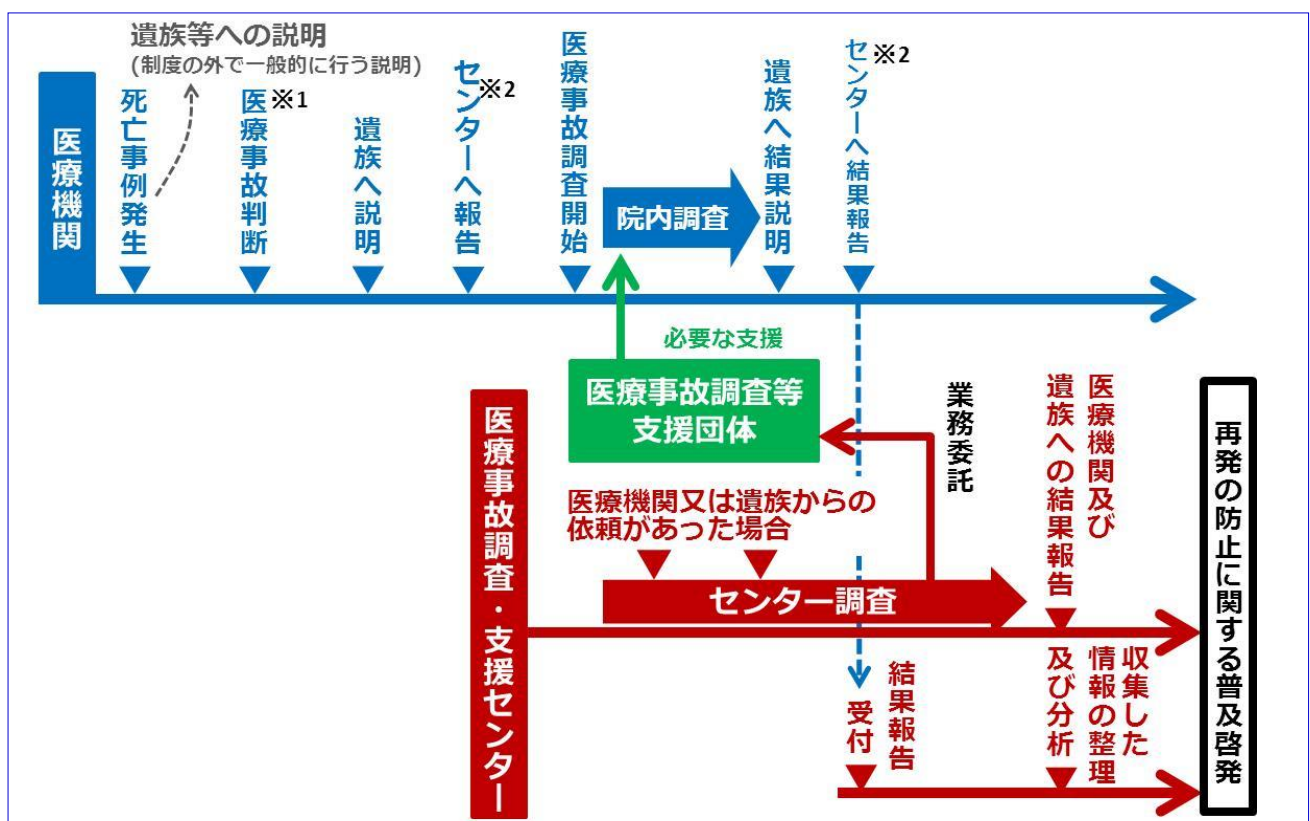 遺族等への説明
(制度の外で一般的に行う説明)
医療機関
死亡事例発生
医療事故判断
※1
遺族へ説明
センターへ報告
※2
医療事故調査開始
院内調査
遺族へ結果説明
センターへ結果報告
※2
必要な支援
医療事故調査等
支援団体
業務委託
医療事故調査・支援センター
医療機関又は遺族からの
依頼があった場合
センター調査
医療機関及び
遺族への結果報告
結果報告
受付
収集した
情報の整理
及び分析
再発の防止に関する普及啓発